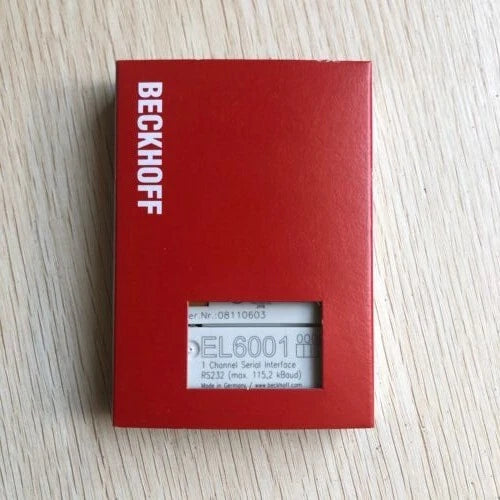 BECKHOFF
er.Nr.:08110603
EL6001
1 Channel Serial Interface
RS232 (max. 115,2 kBaud)
Made in Germany / www.beckhoff.com